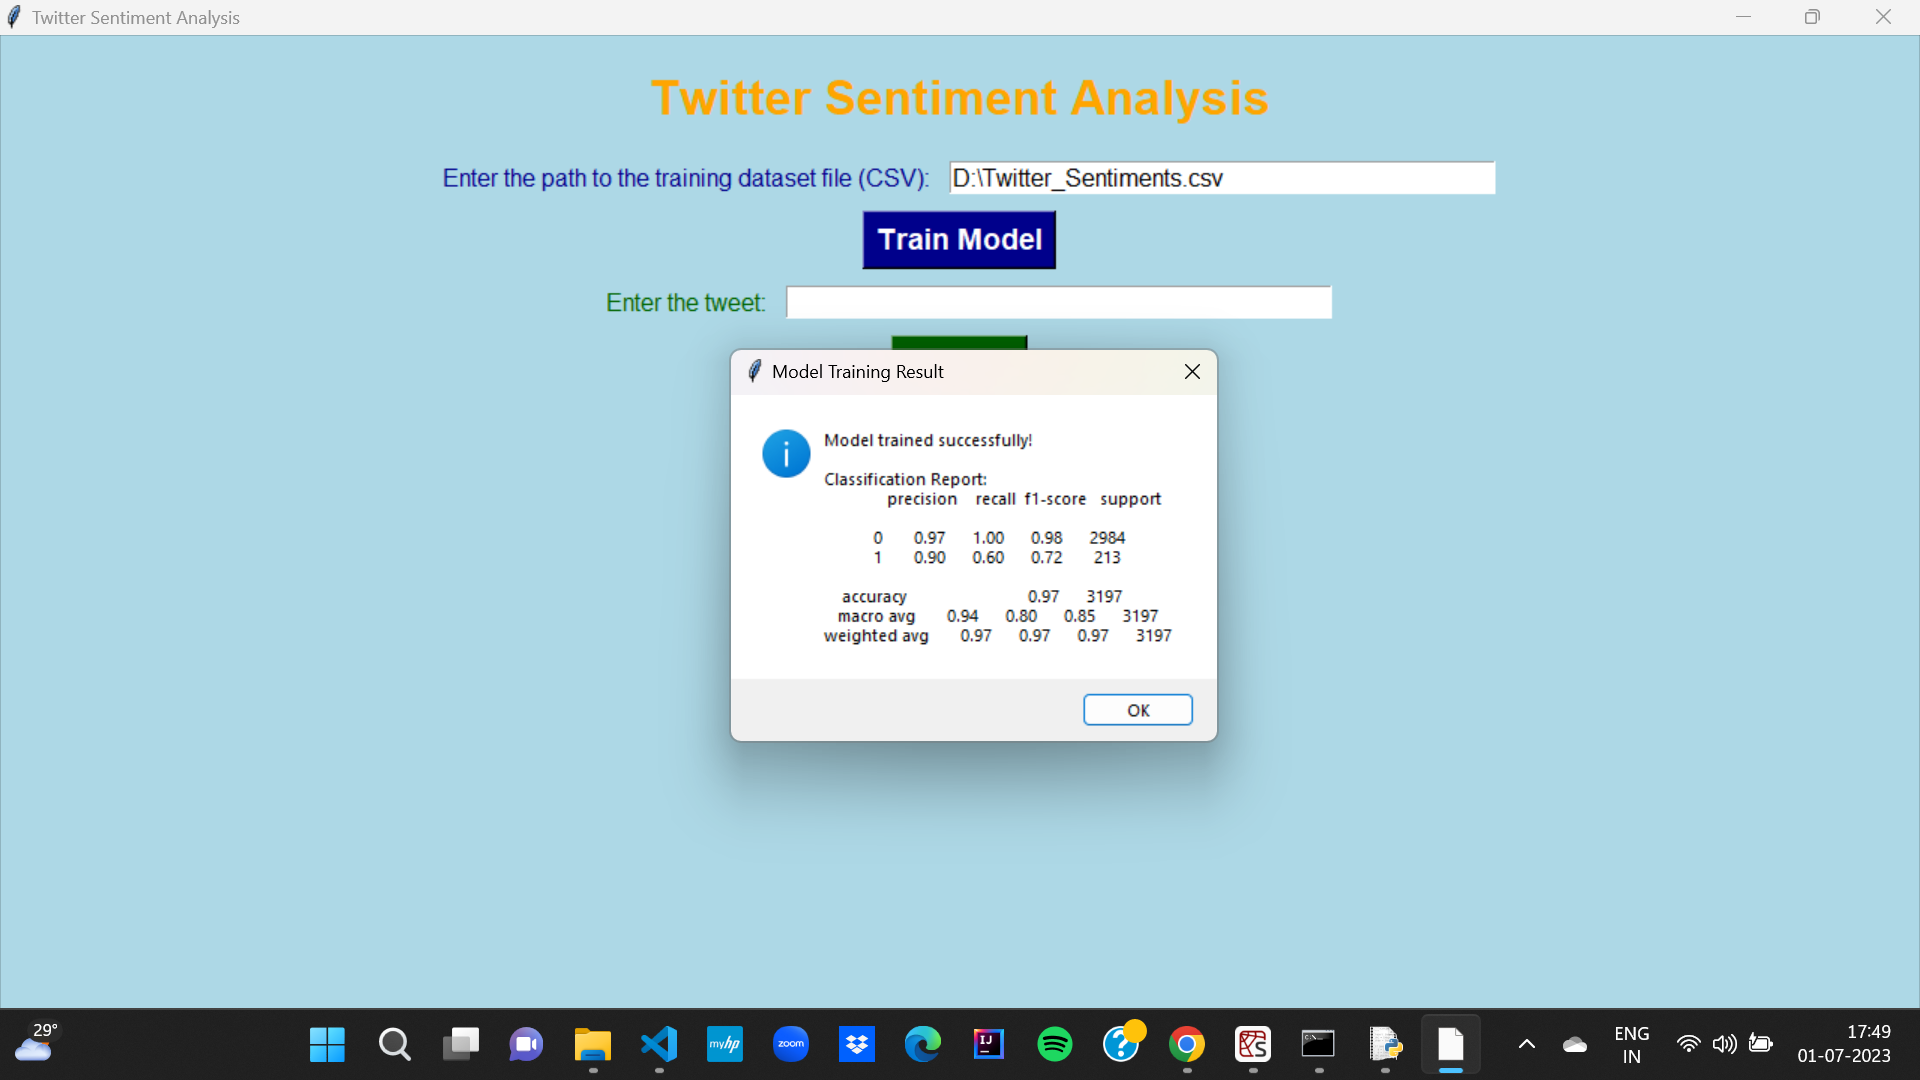 Twitter Sentiment Analysis
Twitter Sentiment Analysis
Enter the path to the training dataset file (CSV): D:\Twitter_Sentiments.csv
Train Model
Enter the tweet:
Model Training Result
Model trained successfully!
Classification Report:
precision recall f1-score support
0 0.97 1.00 0.98 2984
1 0.90 0.60 0.72 213
accuracy 0.97 3197
macro avg 0.94 0.80 0.85 3197
weighted avg 0.97 0.97 0.97 3197
OK
29°
myhp
zoom
IJ
ENG
IN
17:49
01-07-2023